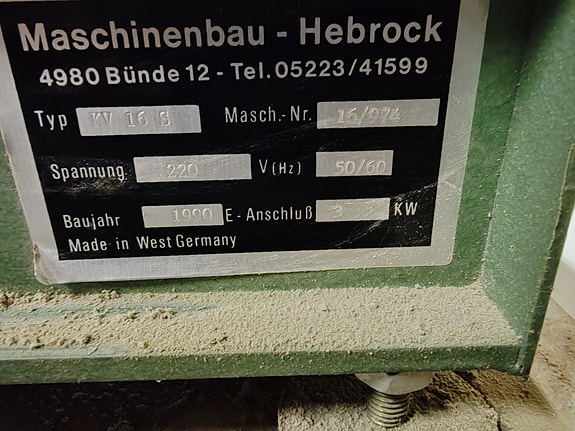 Maschinenbau - Hebrock
4980 Bünde 12 - Tel. 05223/41599
Typ KV 16 S Masch.-Nr. 16/974
Spannung 220 V(Hz) 50/60
Baujahr 1990 E-Anschluß 3 KW
Made in West Germany